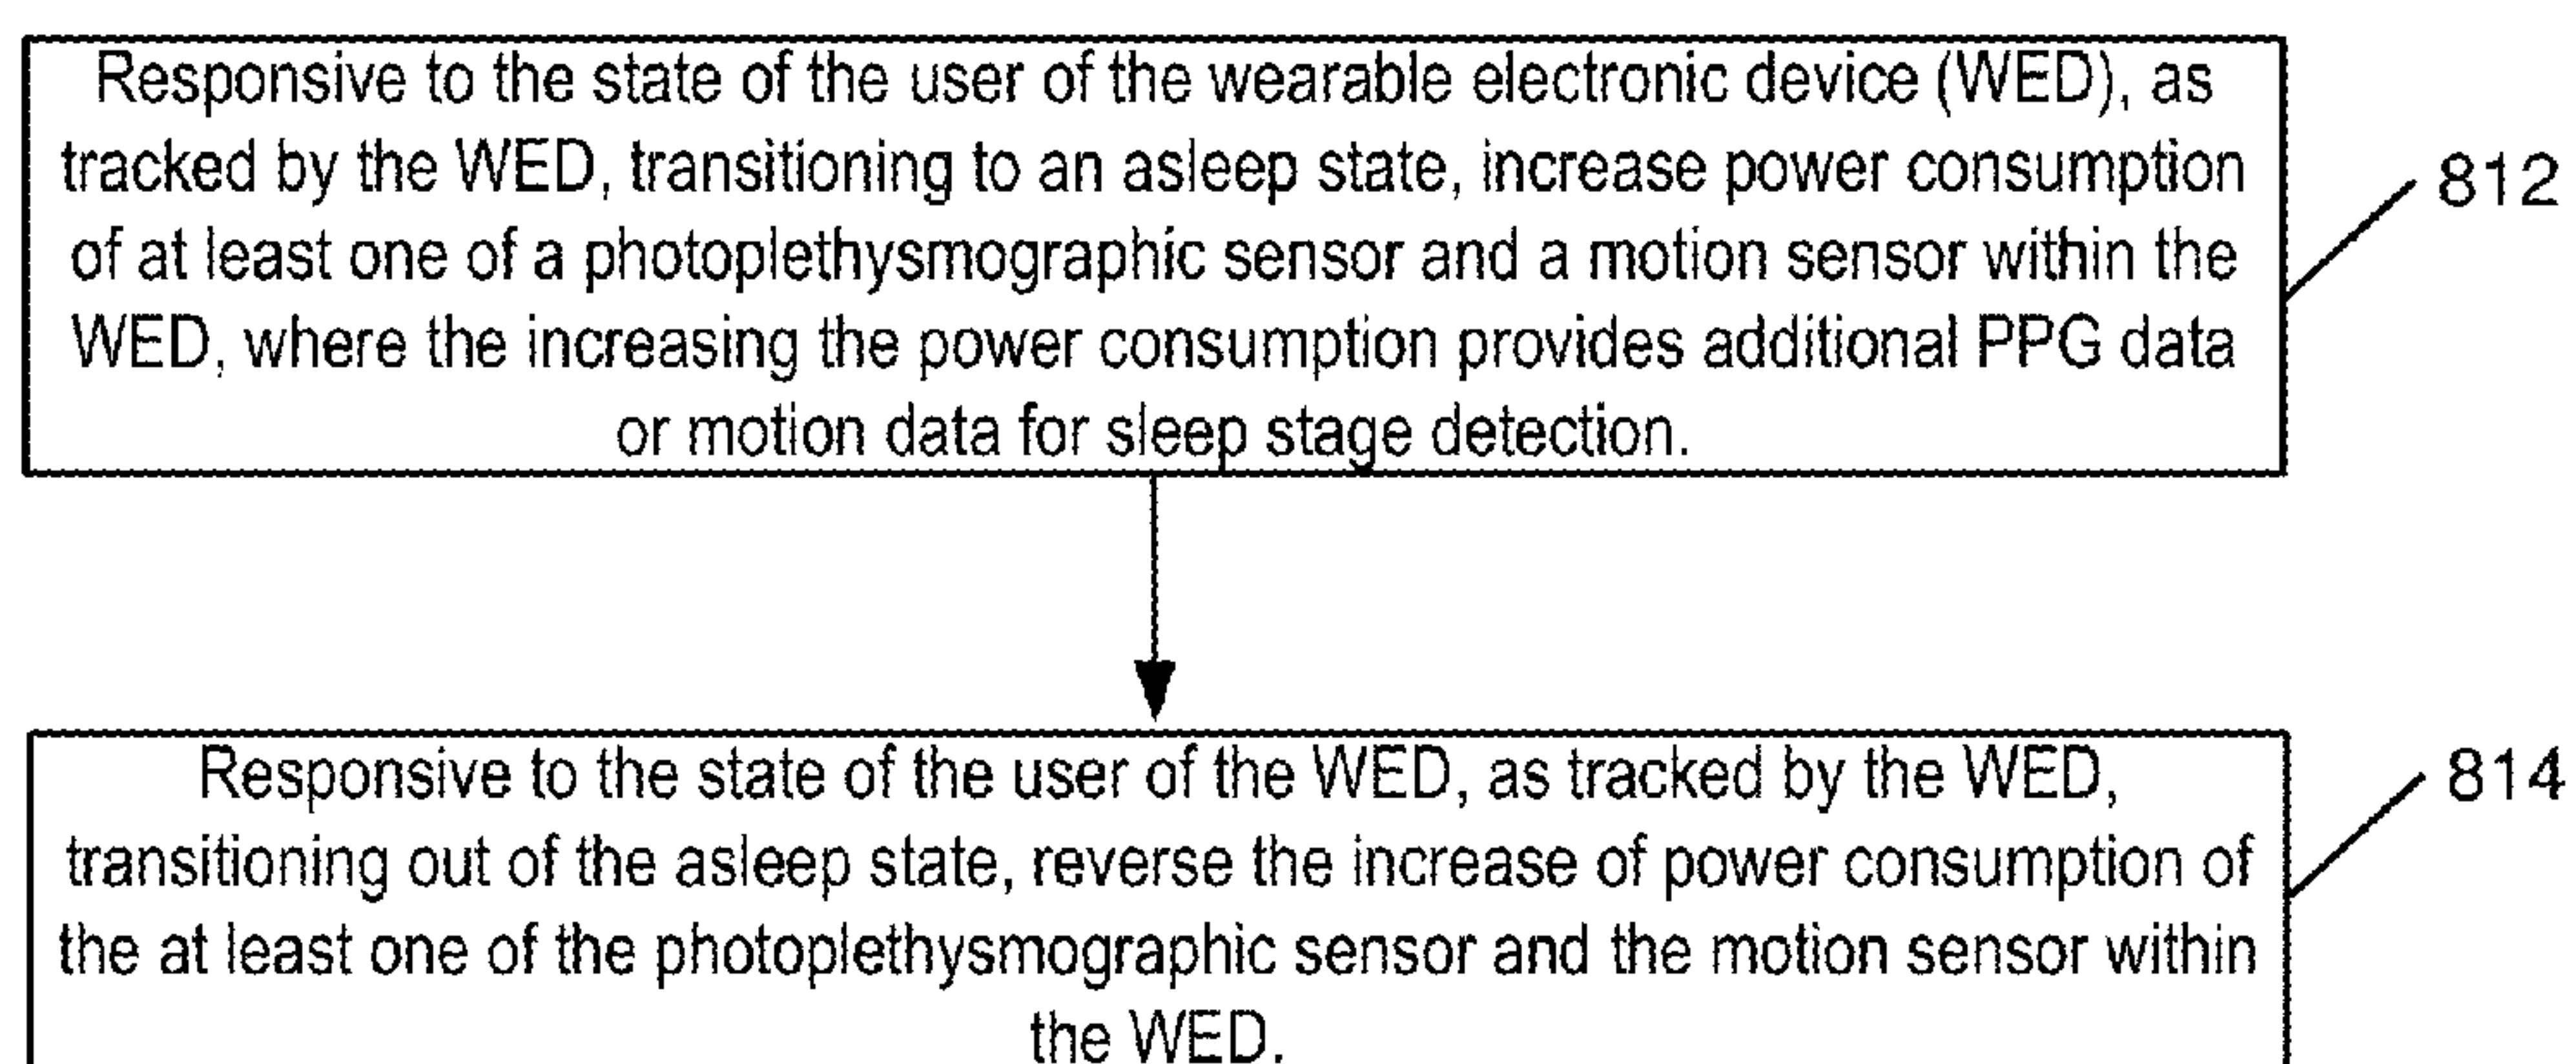 Responsive to the state of the user of the wearable electronic device (WED), as
tracked by the WED, transitioning to an asleep state, increase power consumption
of at least one of a photoplethysmographic sensor and a motion sensor within the
WED, where the increasing the power consumption provides additional PPG data
or motion data for sleep stage detection.
812
Responsive to the state of the user of the WED, as tracked by the WED,
transitioning out of the asleep state, reverse the increase of power consumption of
the at least one of the photoplethysmographic sensor and the motion sensor within
the WED.
814